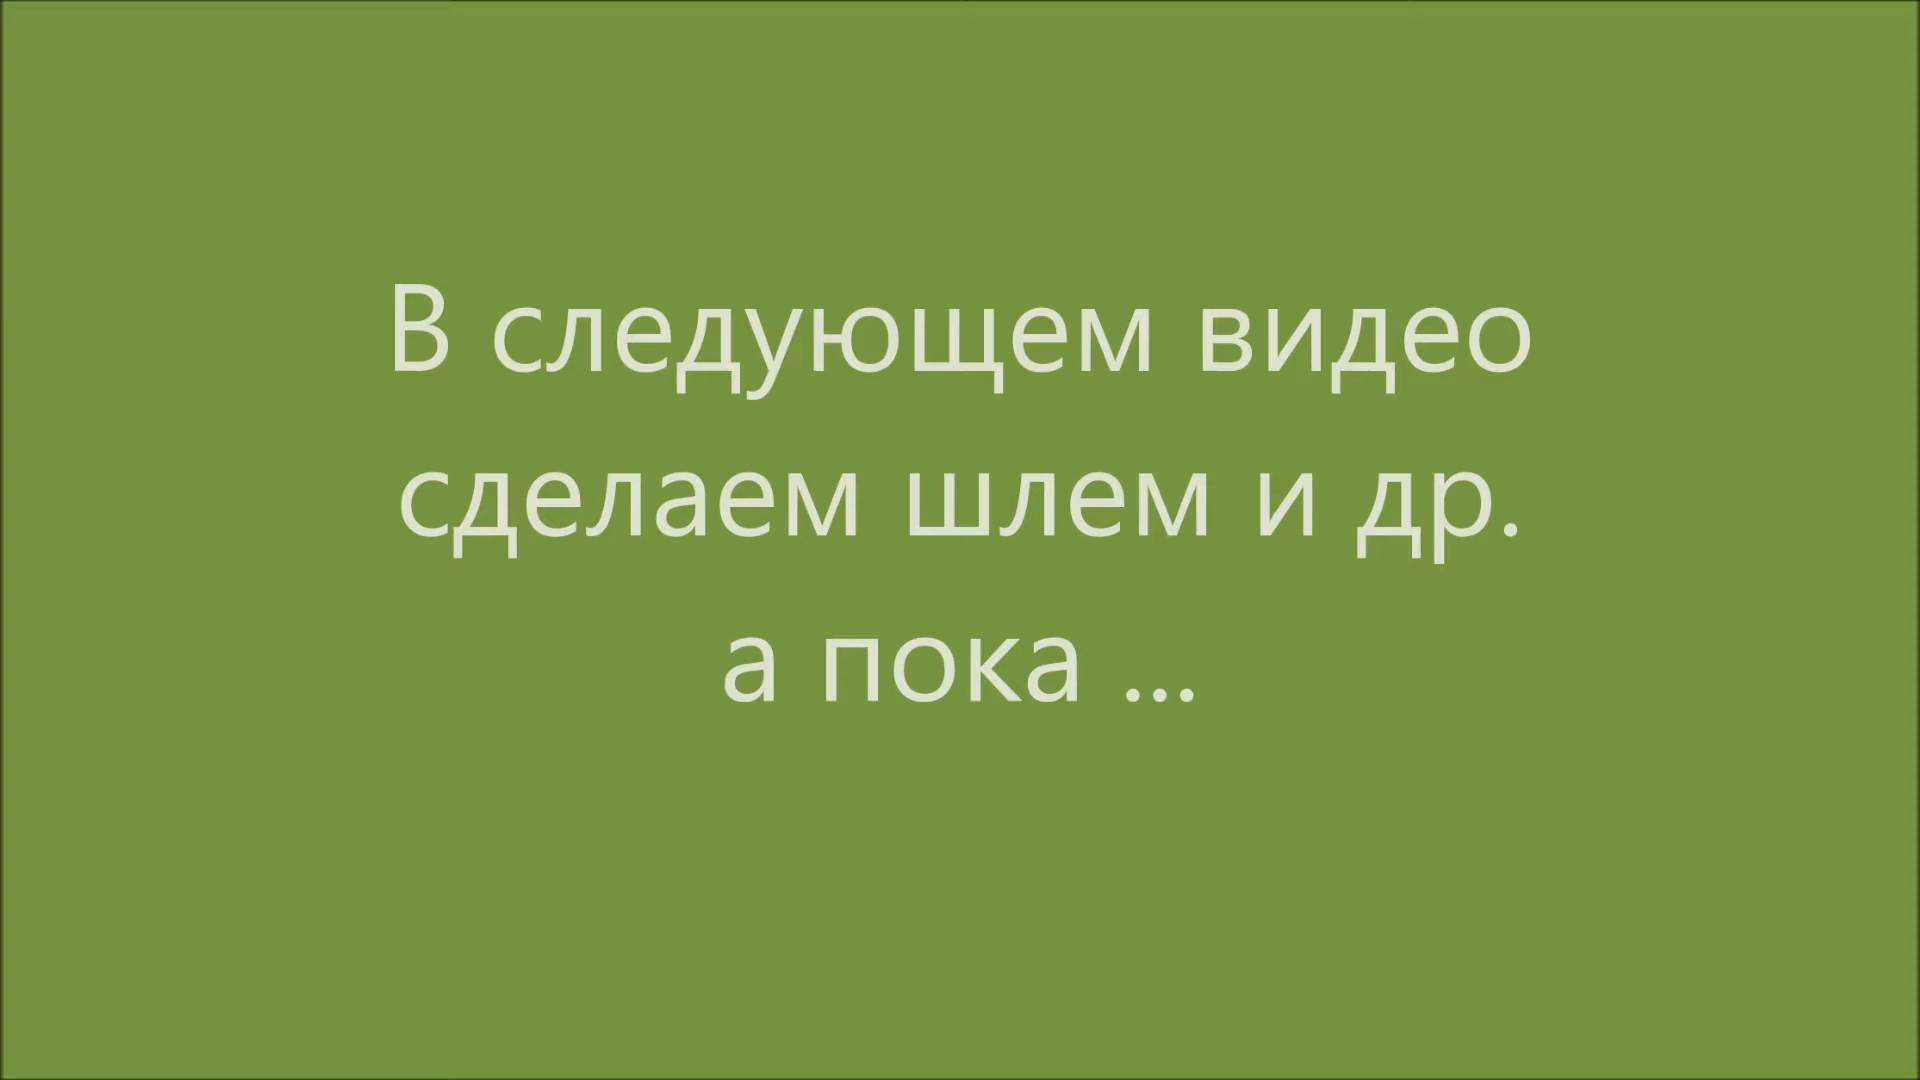 В следующем видео
сделаем шлем и др.
а пока ...